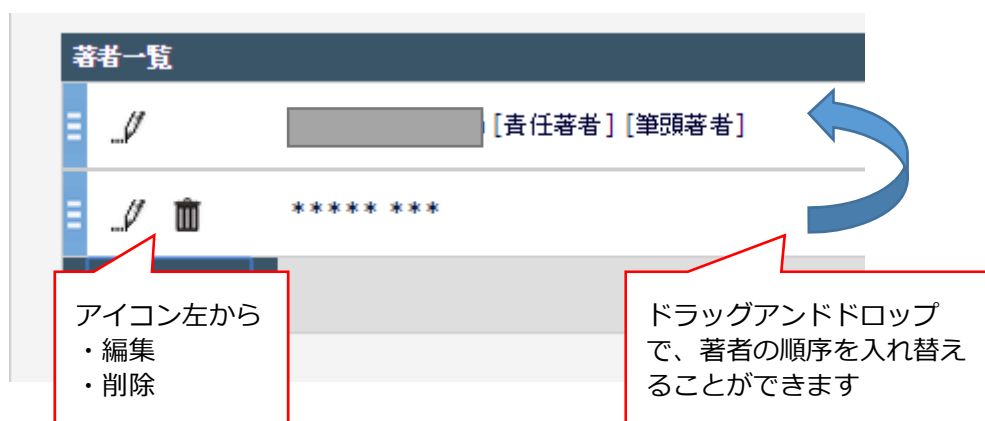 著者一覧
[責任著者] [筆頭著者]
***** ***
アイコン左から
・編集
・削除
ドラッグアンドドロップ
で、著者の順序を入れ替え
ることができます